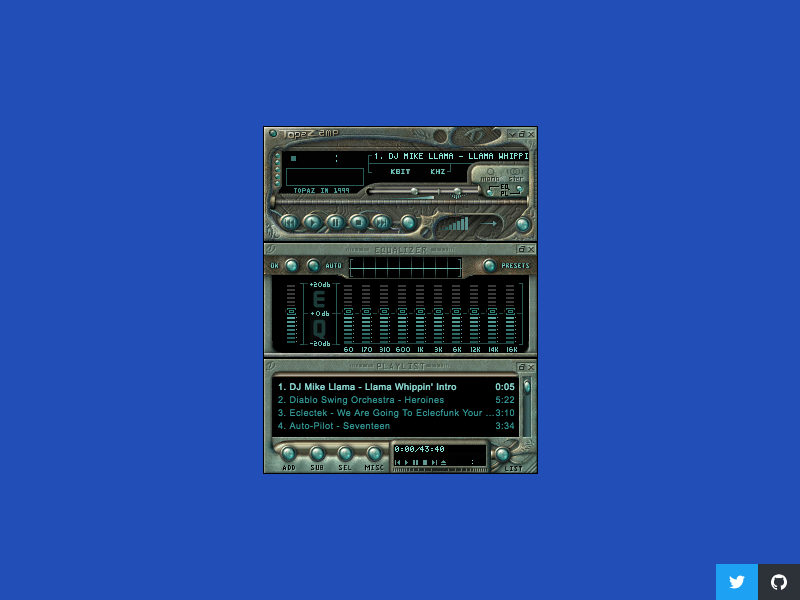 TopaZ amp
1. DJ MIKE LLAMA - LLAMA WHIPPI
KBIT KHZ
mono
TOPAZ IN 1999
EQ
PL
EQUALIZER
ON AUTO PRESETS
+20db
+0db
-20db
EQ
60 170 310 600 1K 3K 6K 12K 14K 16K
PLAYLIST
1. DJ Mike Llama - Llama Whippin' Intro 0:05
2. Diablo Swing Orchestra - Heroines 5:22
3. Eclectek - We Are Going To Eclecfunk Your ... 3:10
4. Auto-Pilot - Seventeen 3:34
0:00/43:40
ADD SUB SEL MISC LIST